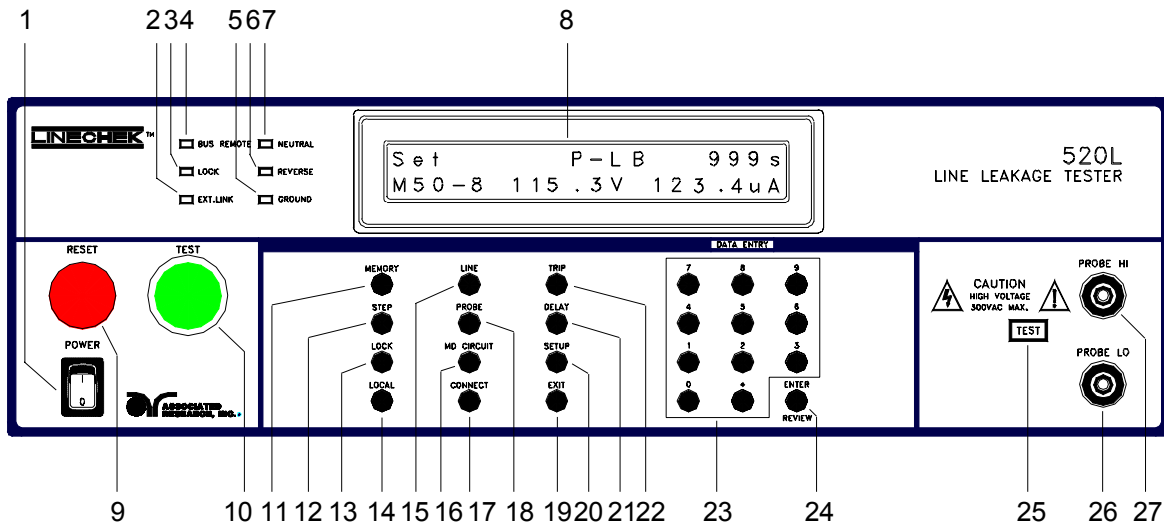 1 2 3 4 5 6 7 8
LINECHEK™
BUS REMOTE NEUTRAL
LOCK REVERSE
EXT.LINK GROUND
Set P-LB 999s
M50-8 115.3V 123.4uA
520L
LINE LEAKAGE TESTER
RESET TEST
POWER
ASSOCIATED
RESEARCH, INC.
DATA ENTRY
MEMORY LINE TRIP 7 8 9
STEP PROBE DELAY 4 5 6
LOCK MD CIRCUIT SETUP 1 2 3
LOCAL CONNECT EXIT 0 • ENTER
REVIEW
PROBE HI
CAUTION
HIGH VOLTAGE
300VAC MAX.
TEST
PROBE LO
9 10 11 12 13 14 15 16 17 18 19 20 21 22 23 24 25 26 27